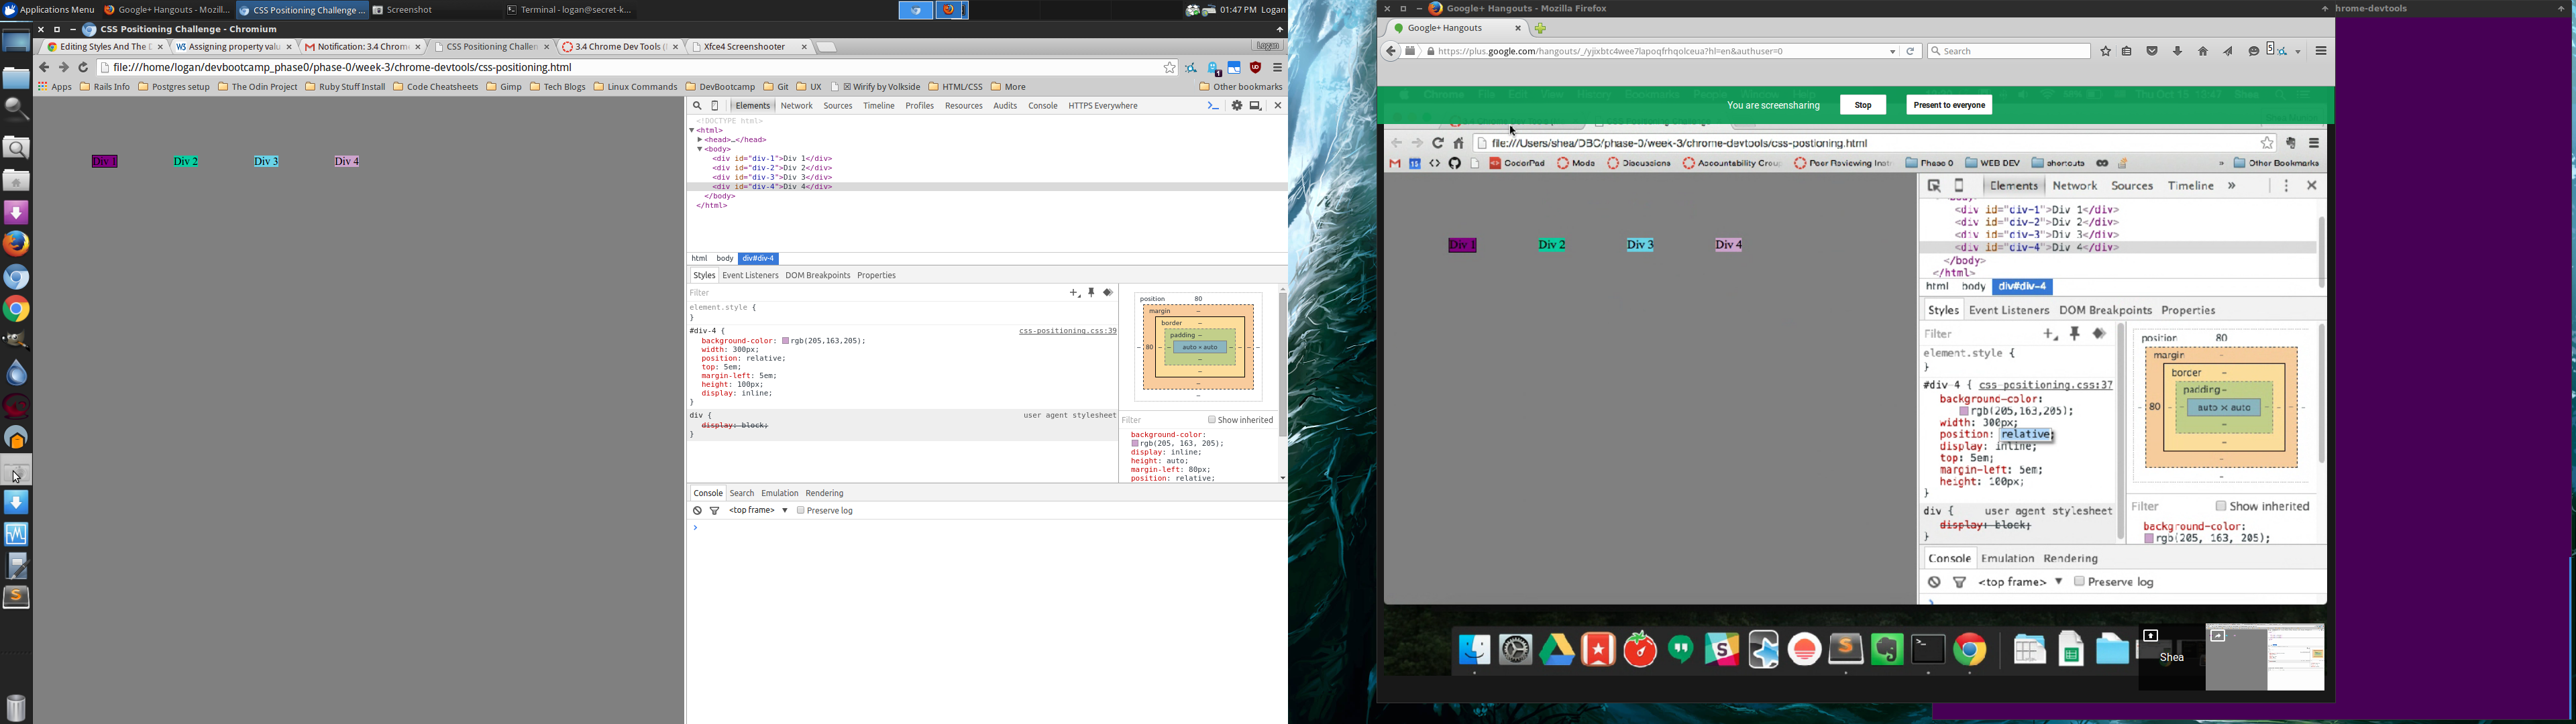 Applications Menu
Google+ Hangouts - Mozill...
CSS Positioning Challenge ...
Screenshot
Terminal - logan@secret-k...
01:47 PM Logan
CSS Positioning Challenge - Chromium
Editing Styles And The D
Assigning property valu
Notification: 3.4 Chrome
CSS Positioning Challen
3.4 Chrome Dev Tools (
Xfce4 Screenshooter
Logan
file:///home/logan/devbootcamp_phase0/phase-0/week-3/chrome-devtools/css-positioning.html
Apps
Rails Info
Postgres setup
The Odin Project
Ruby Stuff Install
Code Cheatsheets
Gimp
Tech Blogs
Linux Commands
DevBootcamp
Git
UX
Wirify by Volkside
HTML/CSS
More
Other bookmarks
Div 1
Div 2
Div 3
Div 4
Elements Network Sources Timeline Profiles Resources Audits Console HTTPS Everywhere
<!DOCTYPE html>
<html>
<head>…</head>
<body>
<div id="div-1">Div 1</div>
<div id="div-2">Div 2</div>
<div id="div-3">Div 3</div>
<div id="div-4">Div 4</div>
</body>
</html>
html body div#div-4
Styles Event Listeners DOM Breakpoints Properties
Filter
element.style {
}
#div-4 {
css-positioning.css:39
background-color: rgb(205,163,205);
width: 300px;
position: relative;
top: 5em;
margin-left: 5em;
height: 100px;
display: inline;
}
div {
user agent stylesheet
display: block;
}
position 80
margin –
border –
padding –
80
auto × auto
Filter
Show inherited
background-color:
rgb(205, 163, 205);
display: inline;
height: auto;
margin-left: 80px;
position: relative;
Console Search Emulation Rendering
<top frame> ▼ Preserve log
Google+ Hangouts - Mozilla Firefox
hrome-devtools
Google+ Hangouts
https://plus.google.com/hangouts/_/yjixbtc4wee7lapoqfrhqolceua?hl=en&authuser=0
Search
5
You are screensharing
Stop
Present to everyone
file:///Users/shea/DBC/phase-0/week-3/chrome-devtools/css-postioning.html
CoderPad
Mode
Discussions
Accountability Grou
Peer Reviewing Inst
Phase 0
WEB DEV
shortcuts
Other Bookmarks
Div 1
Div 2
Div 3
Div 4
Elements Network Sources Timeline »
<div id="div-1">Div 1</div>
<div id="div-2">Div 2</div>
<div id="div-3">Div 3</div>
<div id="div-4">Div 4</div>
</body>
</html>
html body div#div-4
Styles Event Listeners DOM Breakpoints Properties
Filter
element.style {
}
#div-4 { css-positioning.css:37
background-color:
rgb(205,163,205);
width: 300px;
position: relative;
display: inline;
top: 5em;
margin-left: 5em;
height: 100px;
}
div { user agent stylesheet
display: block;
}
position 80
margin -
border –
padding–
80
auto × auto
Filter
Show inherited
background-color:
rgb(205, 163, 205);
Console Emulation Rendering
<top frame> ▼ Preserve log
Shea